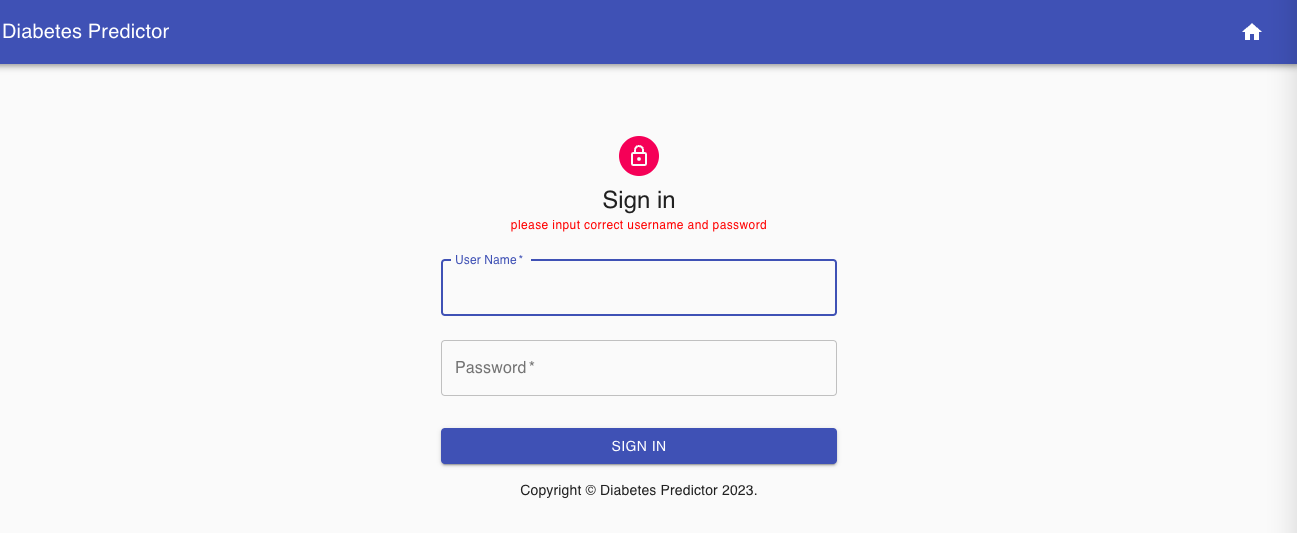 Diabetes Predictor
Sign in
please input correct username and password
User Name *
Password *
SIGN IN
Copyright © Diabetes Predictor 2023.